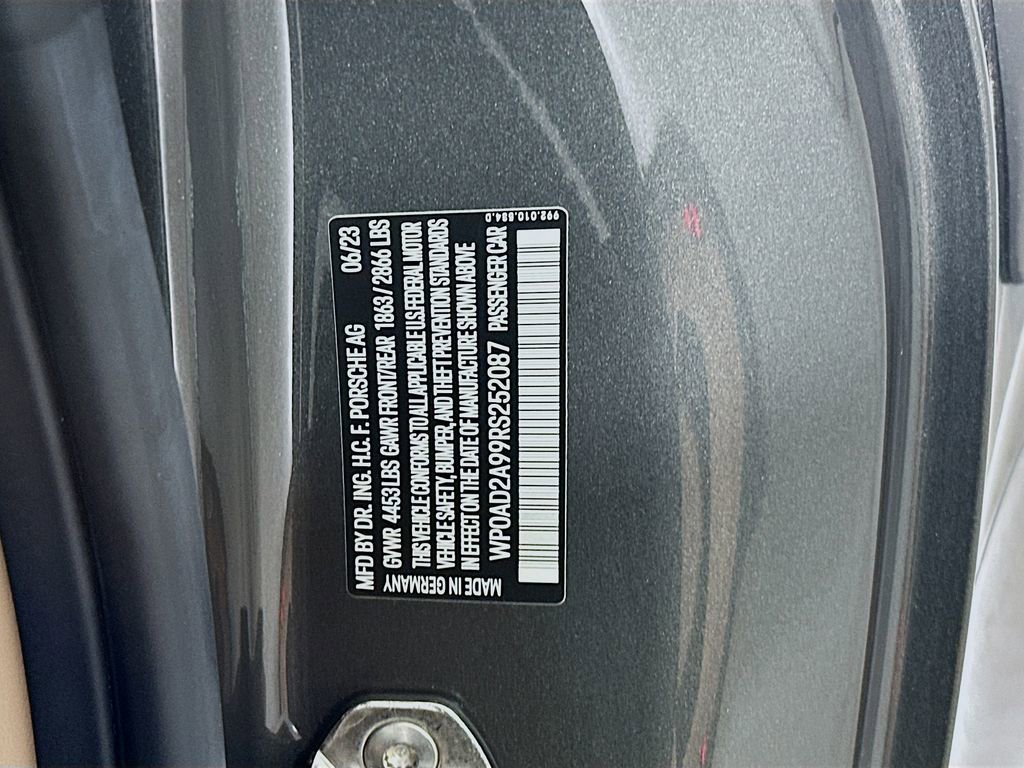 MFD BY DR. ING. H.C. F. PORSCHE AG 06/23
GVWR 4453 LBS GAWR FRONT/REAR 1863 / 2866 LBS
THIS VEHICLE CONFORMS TO ALL APPLICABLE U.S FEDERAL MOTOR
VEHICLE SAFETY, BUMPER, AND THEFT PREVENTION STANDARDS
IN EFFECT ON THE DATE OF MANUFACTURE SHOWN ABOVE
WP0AD2A99RS252087 PASSENGER CAR
MADE IN GERMANY
992.010.584.D